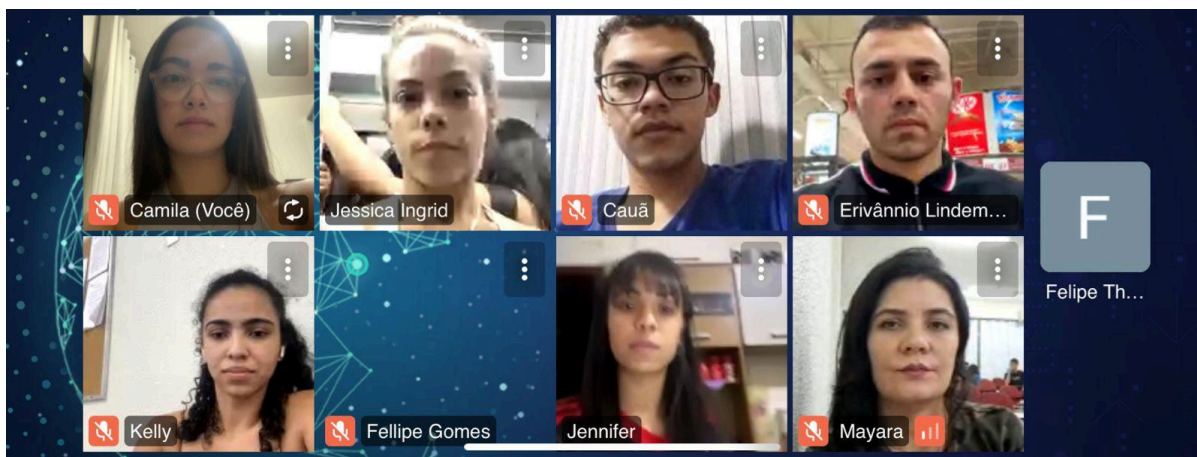 Camila (Você)
Jessica Ingrid
Cauã
Erivânnio Lindem...
F
Felipe Th...
Kelly
Fellipe Gomes
Jennifer
Mayara